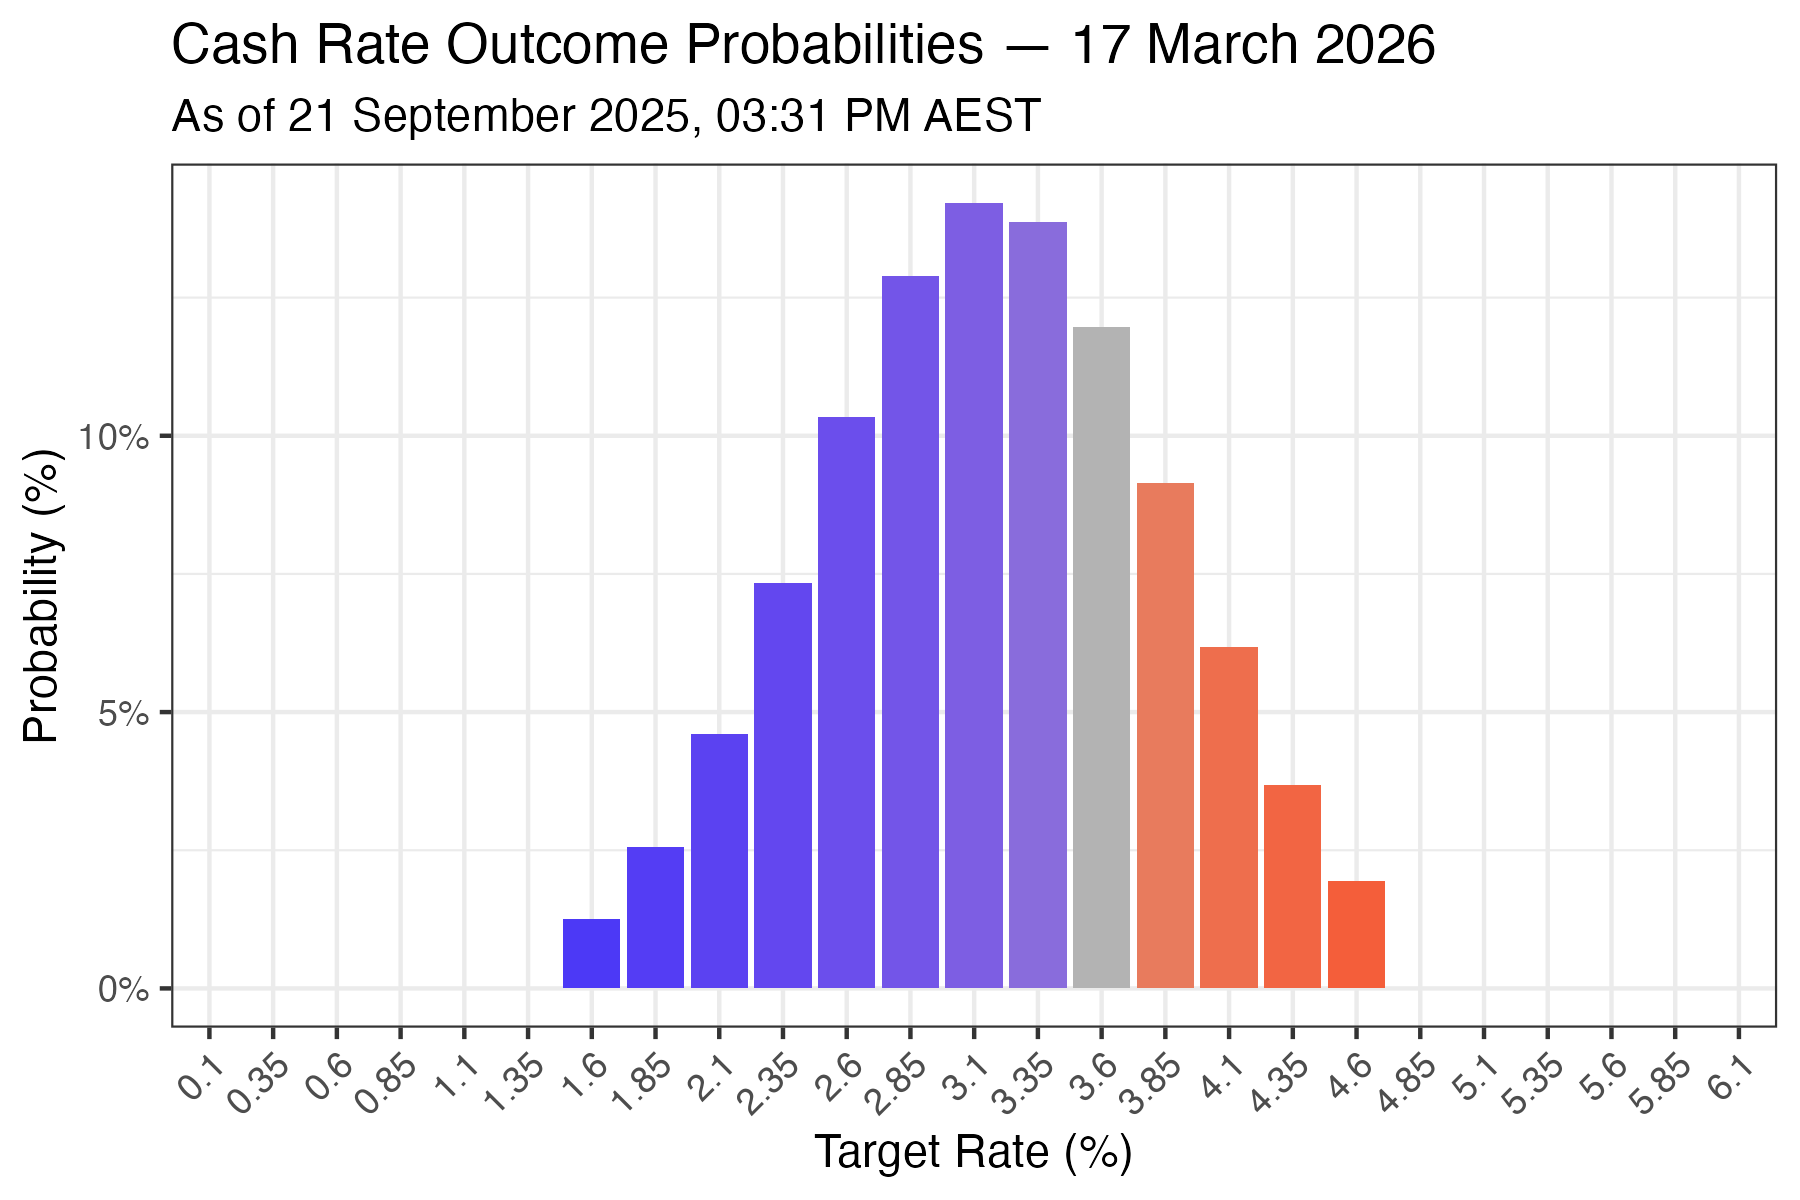 Cash Rate Outcome Probabilities — 17 March 2026
As of 21 September 2025, 03:31 PM AEST
Probability (%)
10%
5%
0%
0.1 0.35 0.6 0.85 1.1 1.35 1.6 1.85 2.1 2.35 2.6 2.85 3.1 3.35 3.6 3.85 4.1 4.35 4.6 4.85 5.1 5.35 5.6 5.85 6.1
Target Rate (%)